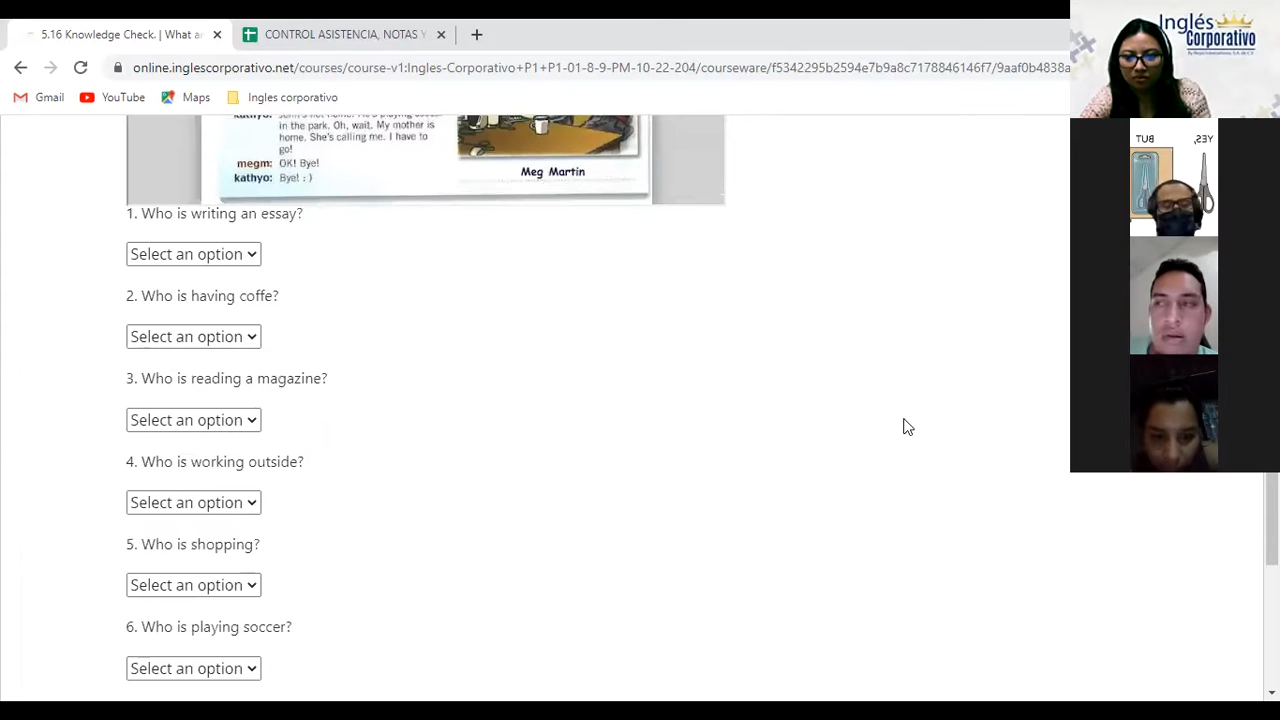 5.16 Knowledge Check. | What a
CONTROL ASISTENCIA, NOTAS Y
online.inglescorporativo.net/courses/course-v1:Ingles-Corporativo+P1+P1-01-8-9-PM-10-22-204/courseware/f5342295b2594e7b9a8c7178846146f7/9aaf0b4838a
Gmail
YouTube
Maps
Ingles corporativo
kathyo:
in the park. Oh, wait. My mother is
home. She's calling me. I have to
go!
megm: OK! Bye!
kathyo: Bye! : )
Meg Martin
1. Who is writing an essay?
Select an option
2. Who is having coffe?
Select an option
3. Who is reading a magazine?
Select an option
4. Who is working outside?
Select an option
5. Who is shopping?
Select an option
6. Who is playing soccer?
Select an option
Inglés
Corporativo
YES, BUT